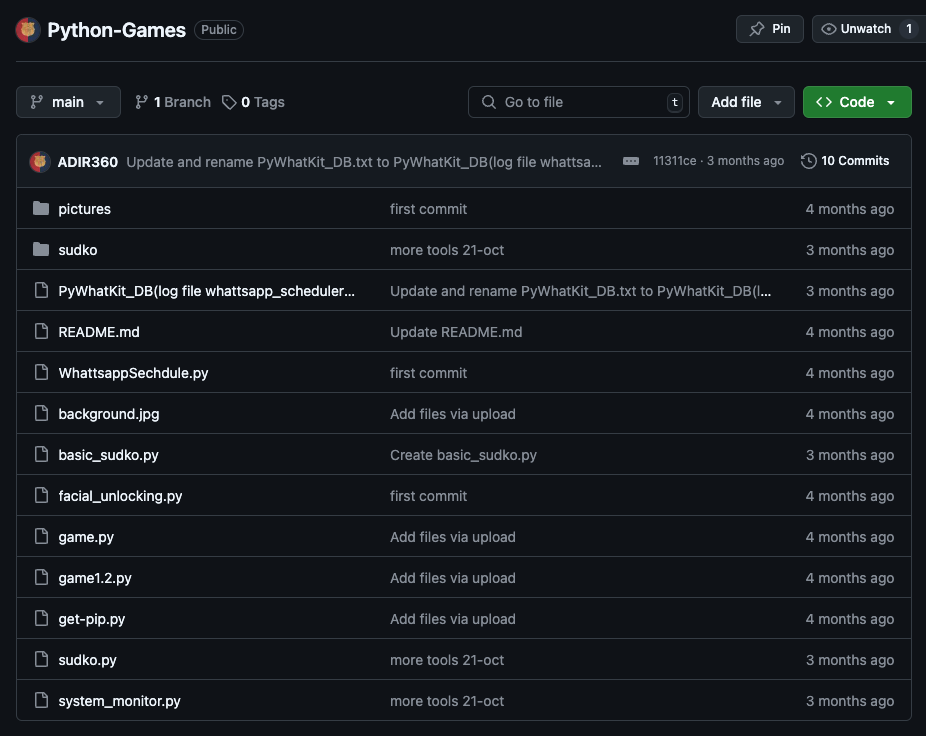 Python-Games Public Pin Unwatch 1
main 1 Branch 0 Tags Go to file t Add file <> Code
ADIR360 Update and rename PyWhatKit_DB.txt to PyWhatKit_DB(log file whattsa... 11311ce · 3 months ago 10 Commits
pictures first commit 4 months ago
sudko more tools 21-oct 3 months ago
PyWhatKit_DB(log file whattsapp_scheduler... Update and rename PyWhatKit_DB.txt to PyWhatKit_DB(l... 3 months ago
README.md Update README.md 4 months ago
WhattsappSechdule.py first commit 4 months ago
background.jpg Add files via upload 4 months ago
basic_sudko.py Create basic_sudko.py 3 months ago
facial_unlocking.py first commit 4 months ago
game.py Add files via upload 4 months ago
game1.2.py Add files via upload 4 months ago
get-pip.py Add files via upload 4 months ago
sudko.py more tools 21-oct 3 months ago
system_monitor.py more tools 21-oct 3 months ago